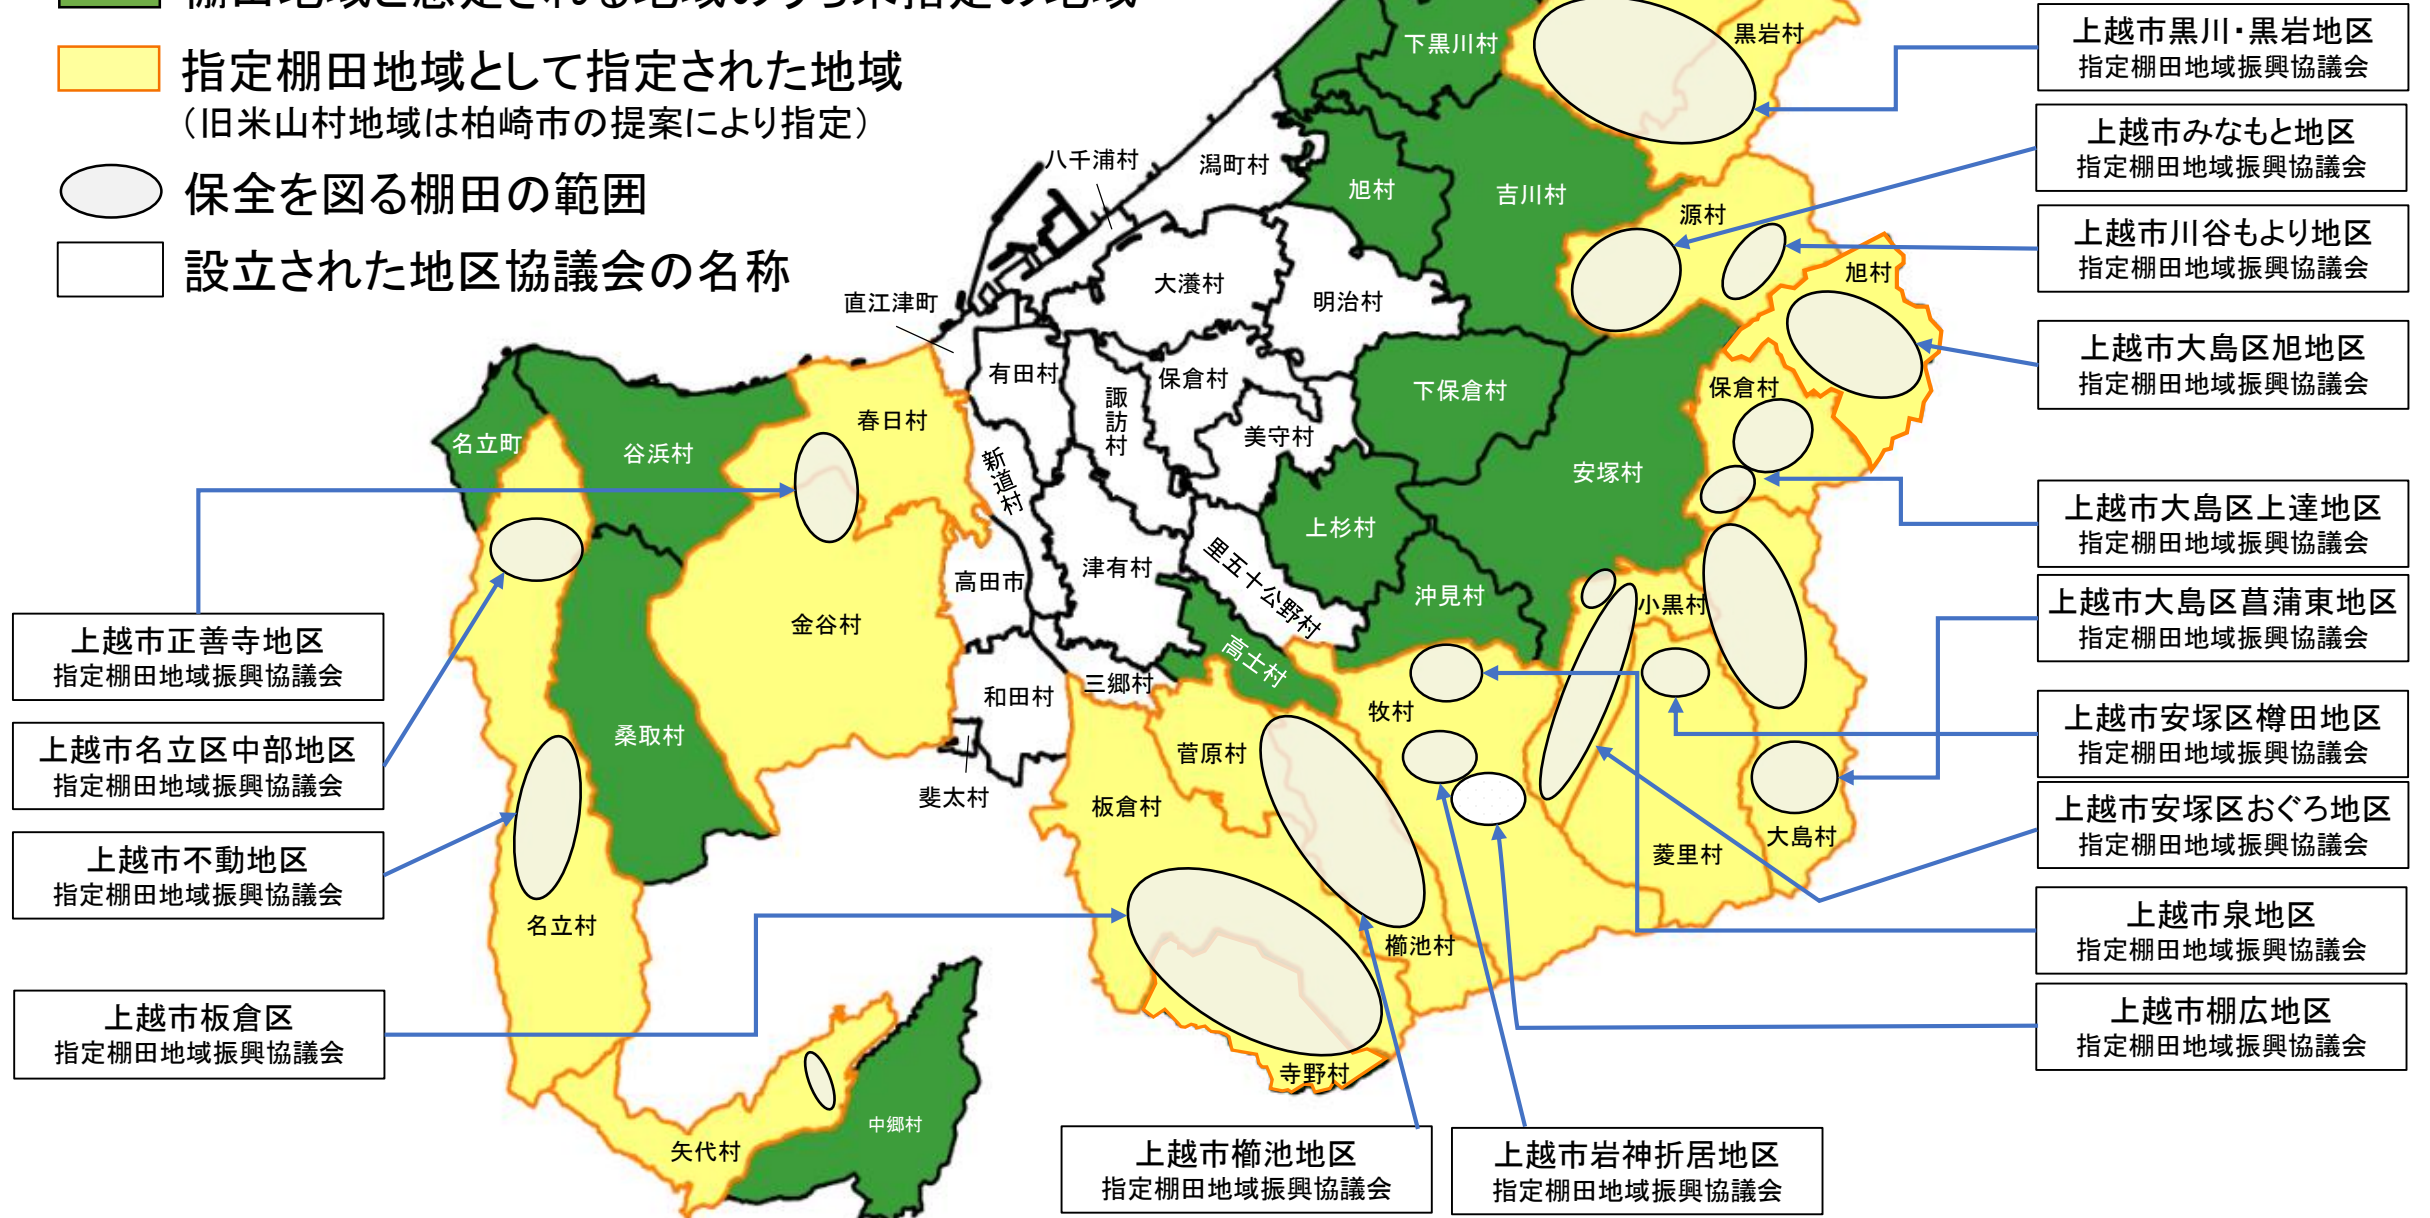 棚田地域と想定される地域のうち未指定の地域
指定棚田地域として指定された地域
（旧米山村地域は柏崎市の提案により指定）
保全を図る棚田の範囲
設立された地区協議会の名称
下黒川村
黒岩村
八千浦村
潟町村
旭村
吉川村
源村
大瀁村
明治村
旭村
直江津町
有田村
諏訪村
保倉村
下保倉村
保倉村
美守村
春日村
名立町
谷浜村
新道村
安塚村
上杉村
津有村
里五十公野村
高田市
沖見村
小黒村
金谷村
高士村
三郷村
和田村
牧村
桑取村
菅原村
斐太村
板倉村
大島村
菱里村
名立村
櫛池村
寺野村
中郷村
矢代村
上越市黒川・黒岩地区
指定棚田地域振興協議会
上越市みなもと地区
指定棚田地域振興協議会
上越市川谷もより地区
指定棚田地域振興協議会
上越市大島区旭地区
指定棚田地域振興協議会
上越市大島区上達地区
指定棚田地域振興協議会
上越市大島区菖蒲東地区
指定棚田地域振興協議会
上越市安塚区樽田地区
指定棚田地域振興協議会
上越市安塚区おぐろ地区
指定棚田地域振興協議会
上越市泉地区
指定棚田地域振興協議会
上越市棚広地区
指定棚田地域振興協議会
上越市正善寺地区
指定棚田地域振興協議会
上越市名立区中部地区
指定棚田地域振興協議会
上越市不動地区
指定棚田地域振興協議会
上越市板倉区
指定棚田地域振興協議会
上越市櫛池地区
指定棚田地域振興協議会
上越市岩神折居地区
指定棚田地域振興協議会